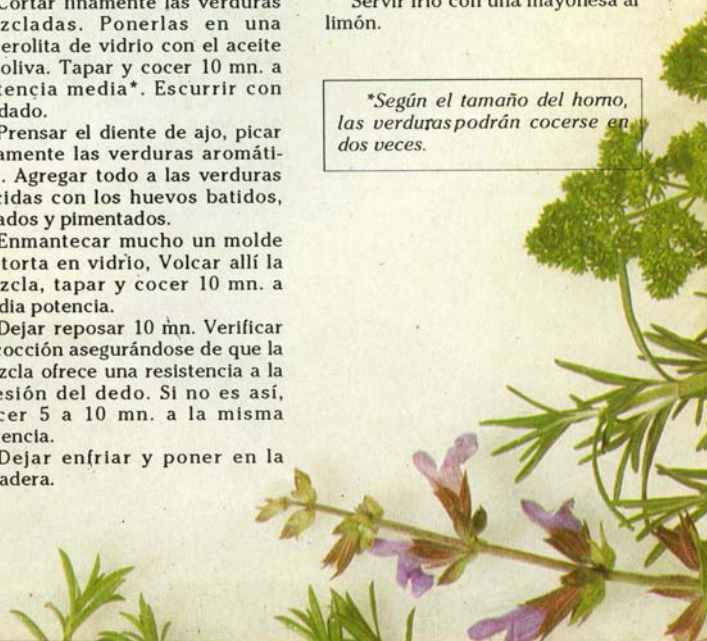 Cortar finamente las verduras
zcladas. Ponerlas en una
erolita de vidrio con el aceite
oliva. Tapar y cocer 10 mn. a
tencia media*. Escurrir con
dado.
Prensar el diente de ajo, picar
amente las verduras aromáti-
. Agregar todo a las verduras
cidas con los huevos batidos,
ados y pimentados.
Enmantecar mucho un molde
torta en vidrio, Volcar allí la
zcla, tapar y cocer 10 mn. a
dia potencia.
Dejar reposar 10 mn. Verificar
cocción asegurándose de que la
zcla ofrece una resistencia a la
esión del dedo. Si no es así,
cer 5 a 10 mn. a la misma
encia.
Dejar enfriar y poner en la
adera.
Servir frío con una mayonesa al
limón.
*Según el tamaño del horno,
las verduras podrán cocerse en
dos veces.